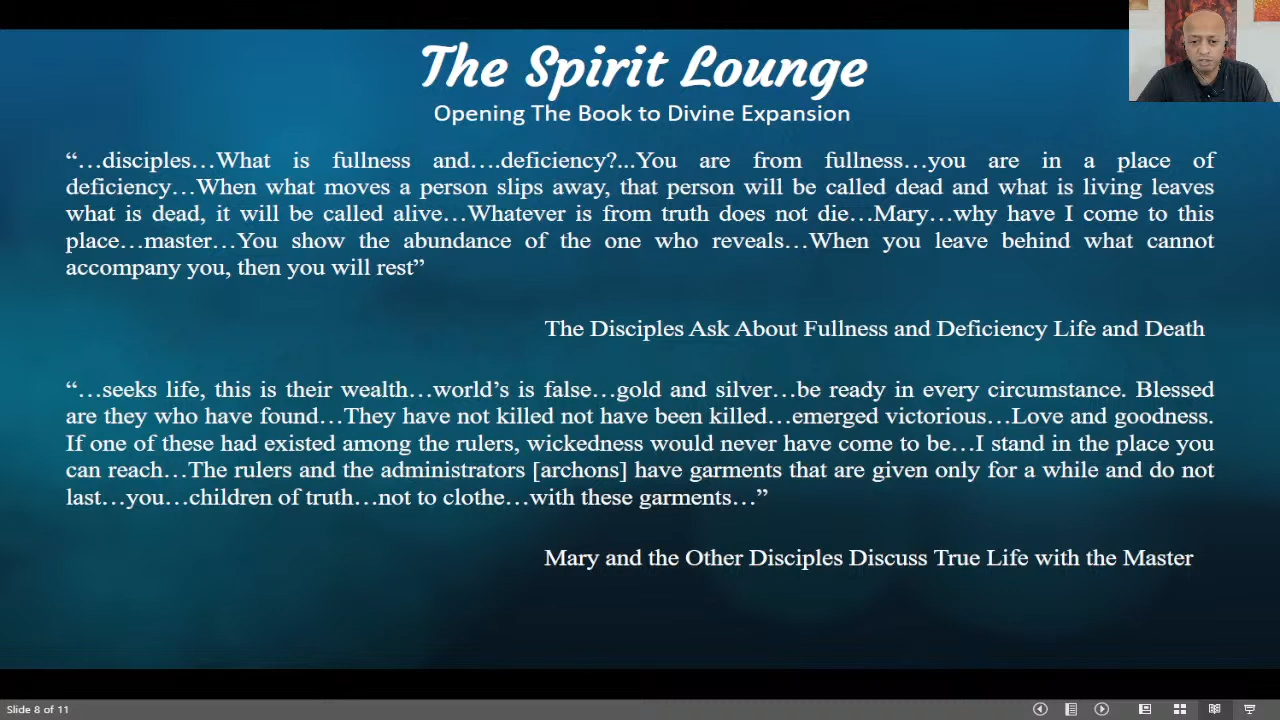 The Spirit Lounge
Opening The Book to Divine Expansion
“…disciples…What is fullness and….deficiency?...You are from fullness…you are in a place of
deficiency…When what moves a person slips away, that person will be called dead and what is living leaves
what is dead, it will be called alive…Whatever is from truth does not die…Mary…why have I come to this
place…master…You show the abundance of the one who reveals…When you leave behind what cannot
accompany you, then you will rest”
The Disciples Ask About Fullness and Deficiency Life and Death
“…seeks life, this is their wealth…world’s is false…gold and silver…be ready in every circumstance. Blessed
are they who have found…They have not killed not have been killed…emerged victorious…Love and goodness.
If one of these had existed among the rulers, wickedness would never have come to be…I stand in the place you
can reach…The rulers and the administrators [archons] have garments that are given only for a while and do not
last…you…children of truth…not to clothe…with these garments…”
Mary and the Other Disciples Discuss True Life with the Master
Slide 8 of 11